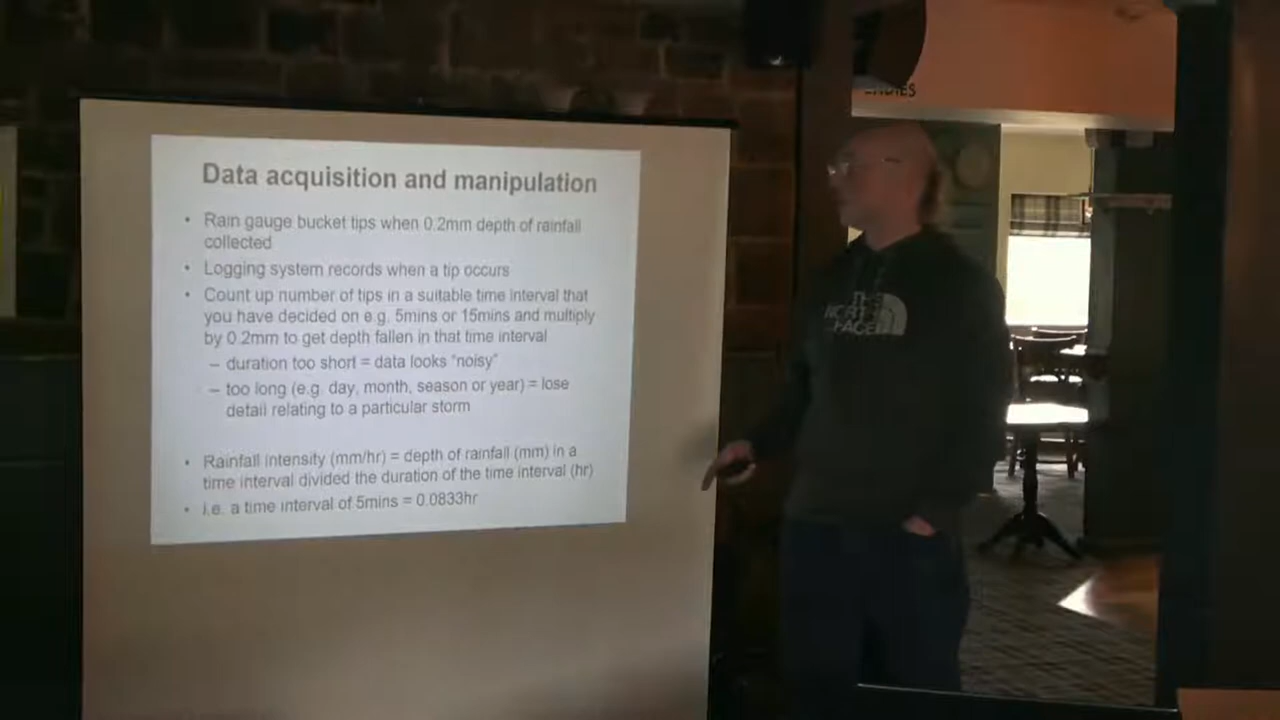 Data acquisition and manipulation
• Rain gauge bucket tips when 0.2mm depth of rainfall
collected
• Logging system records when a tip occurs
• Count up number of tips in a suitable time interval that
you have decided on e.g. 5mins or 15mins and multiply
by 0.2mm to get depth fallen in that time interval
– duration too short = data looks "noisy"
– too long (e.g. day, month, season or year) = lose
detail relating to a particular storm
• Rainfall intensity (mm/hr) = depth of rainfall (mm) in a
time interval divided the duration of the time interval (hr)
• i.e. a time interval of 5mins = 0.0833hr
THE
NORTH
FACE